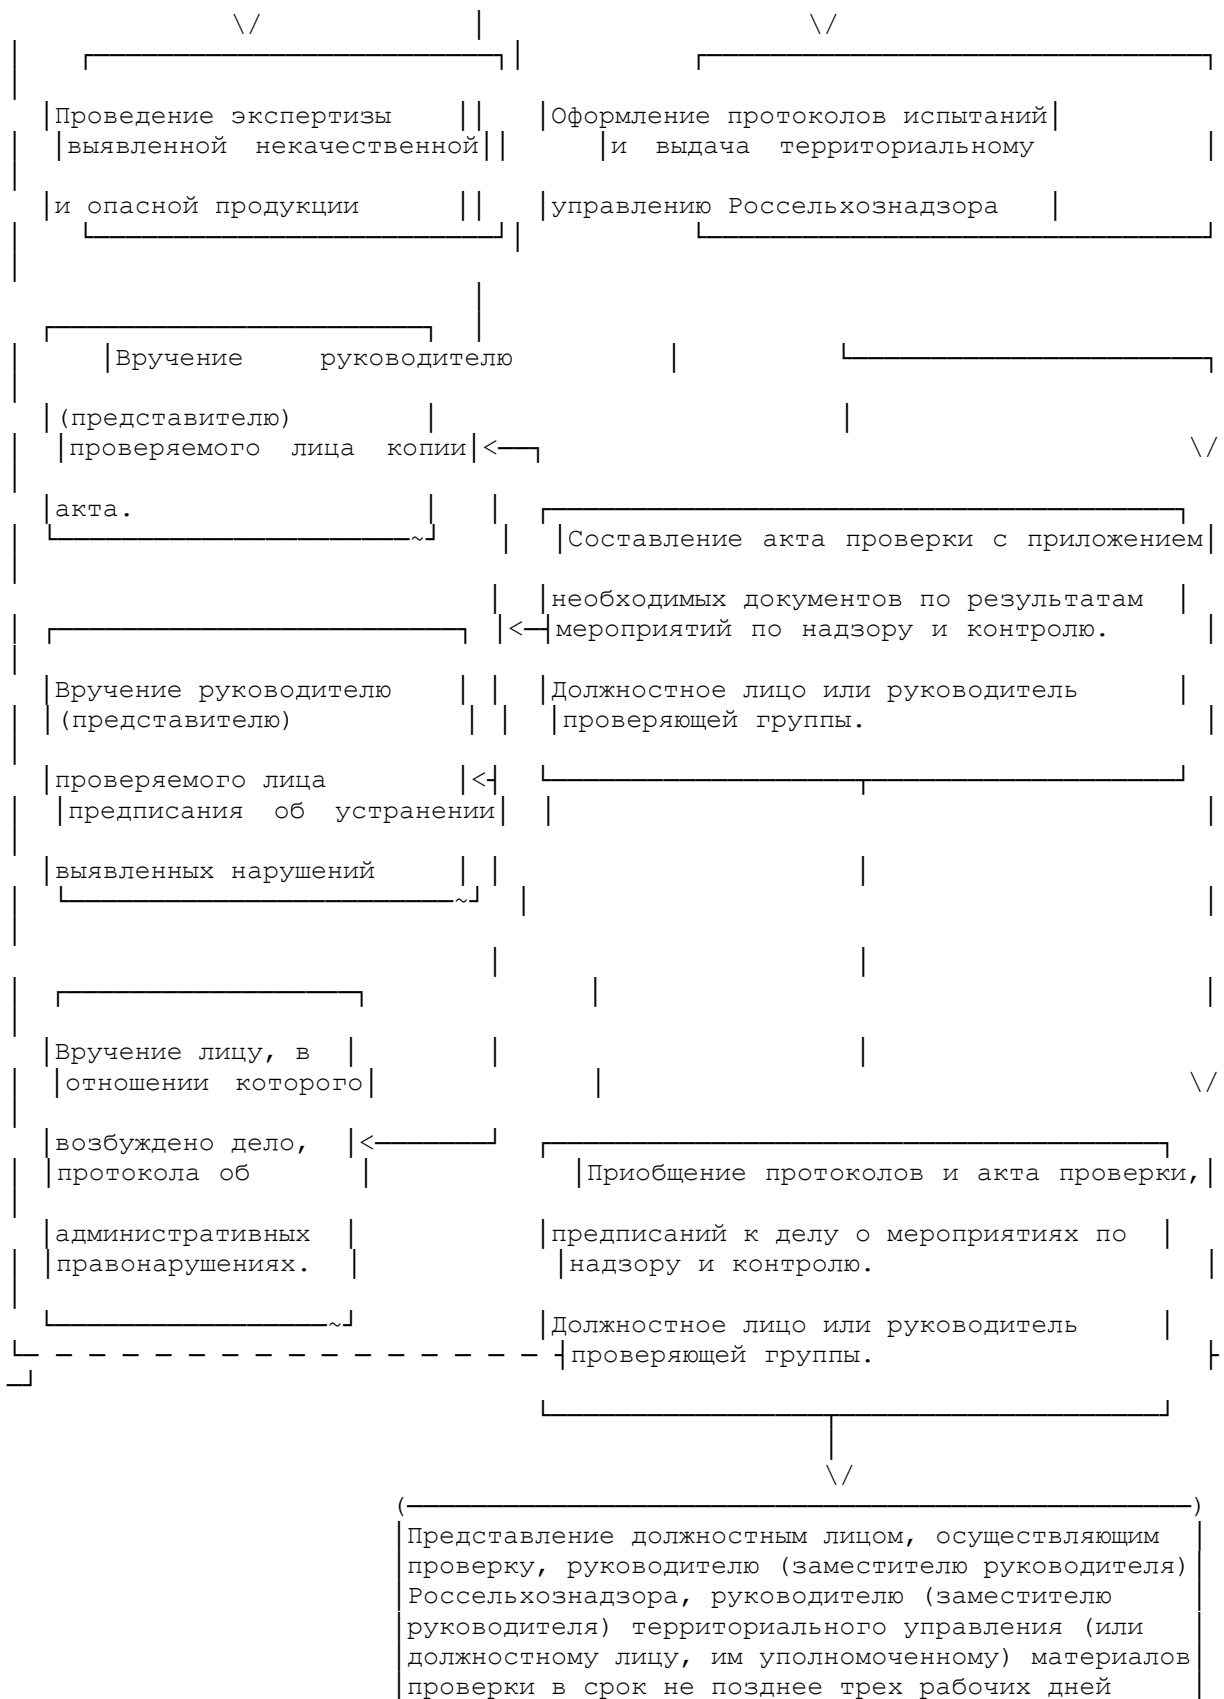 Проведение экспертизы Оформление протоколов испытаний
выявленной некачественной и выдача территориальному
и опасной продукции управлению Россельхознадзора
Вручение руководителю
(представителю)
проверяемого лица копии
акта.
Составление акта проверки с приложением
необходимых документов по результатам
мероприятий по надзору и контролю.
Вручение руководителю Должностное лицо или руководитель
(представителю) проверяющей группы.
проверяемого лица
предписания об устранении
выявленных нарушений
Вручение лицу, в
отношении которого
возбуждено дело,
протокола об Приобщение протоколов и акта проверки,
административных предписаний к делу о мероприятиях по
правонарушениях. надзору и контролю.
Должностное лицо или руководитель
проверяющей группы.
Представление должностным лицом, осуществляющим
проверку, руководителю (заместителю руководителя)
Россельхознадзора, руководителю (заместителю
руководителя) территориального управления (или
должностному лицу, им уполномоченному) материалов
проверки в срок не позднее трех рабочих дней